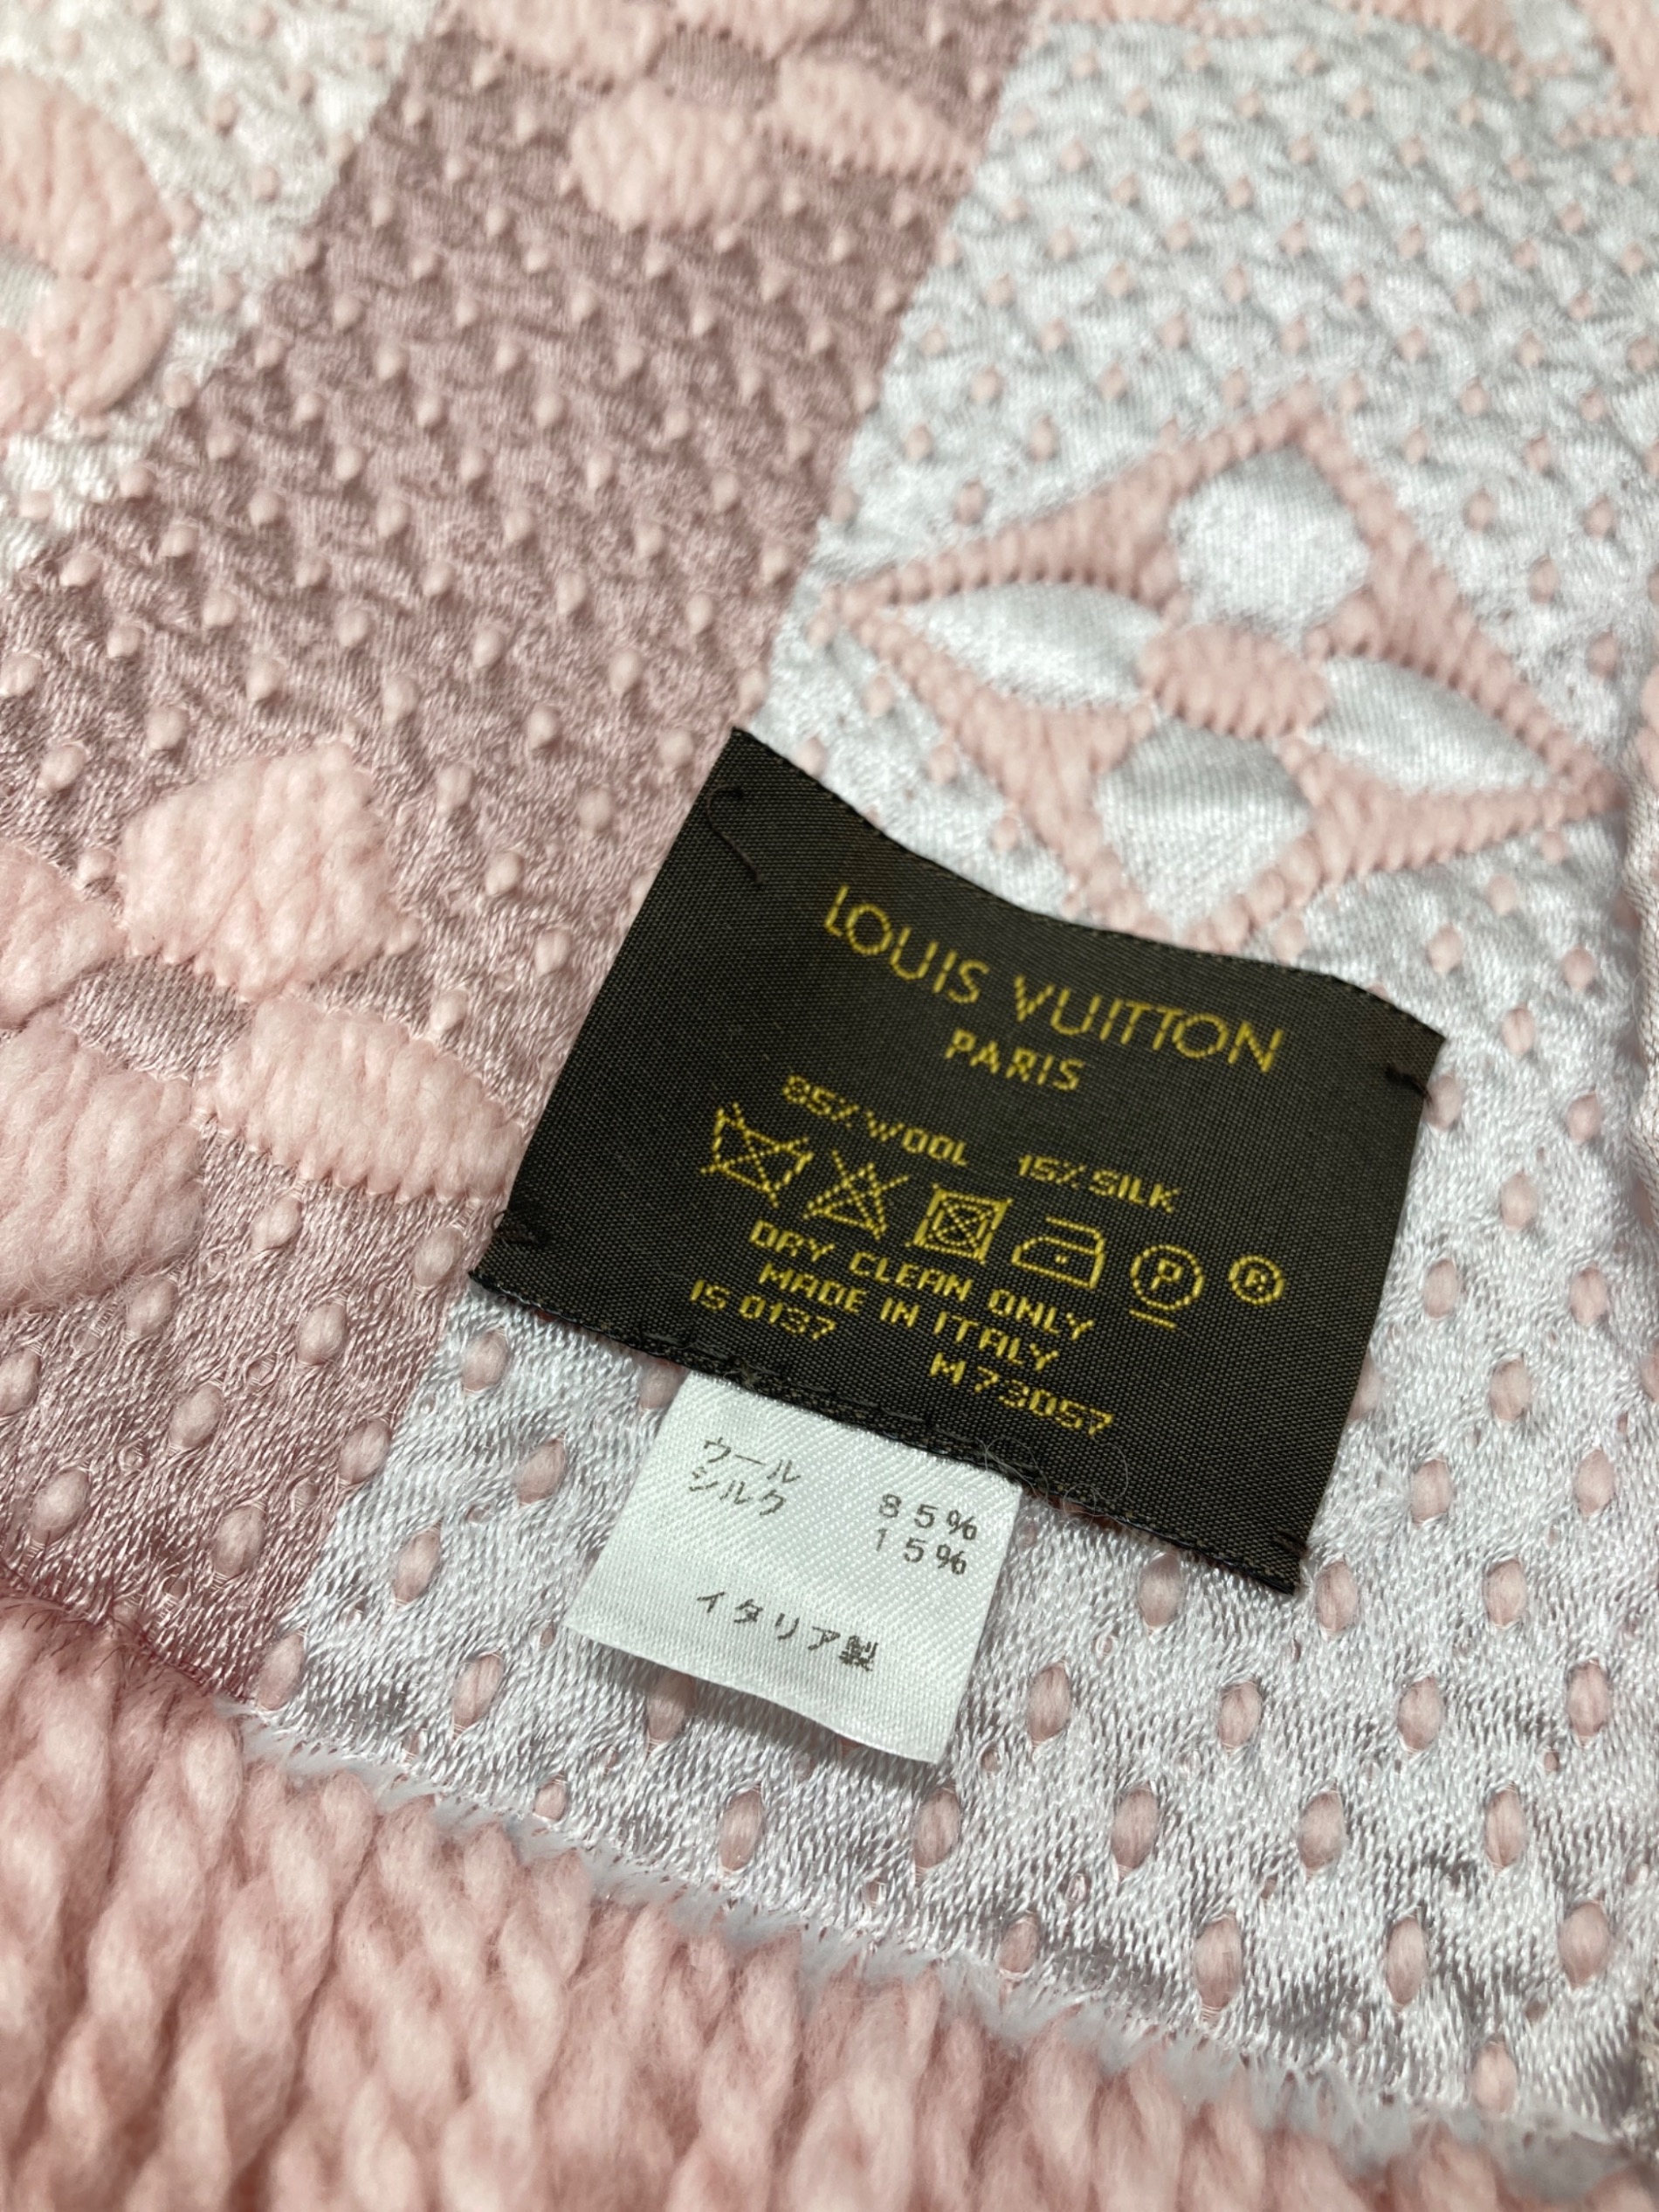 LOUIS VUITTON
PARIS
85% WOOL 15% SILK
P R
DRY CLEAN ONLY
MADE IN ITALY
IS 0137
M73057
ウール 85%
シルク 15%
イタリア製